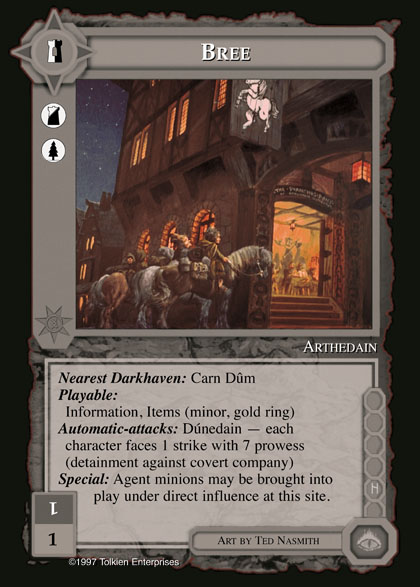 Bree
Arthedain
Nearest Darkhaven: Carn Dûm
Playable:
Information, Items (minor, gold ring)
Automatic-attacks: Dúnedain — each
character faces 1 strike with 7 prowess
(detainment against covert company)
Special: Agent minions may be brought into
play under direct influence at this site.
H
1
1
Art by Ted Nasmith
©1997 Tolkien Enterprises